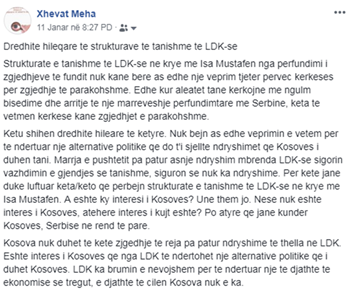 Xhevat Meha
11 Janar në 8:27 PD ·
Dredhite hileqare te strukturave te tanishme te LDK-se
Strukturate e tanishme te LDK-se ne krye me Isa Mustafen nga perfundimi i
zgjedhjeve te fundit nuk kane bere as edhe nje veprim tjeter pervec kerkeses
per zgjedhje te parakohshme. Edhe kur aleatet tane kerkojne me ngulm
bisedime dhe arritje te nje marreveshje perfundimtare me Serbine, keta te
vetmen kerkese kane zgjedhjet e parakohshme.
Ketu shihen dredhite hileare te ketyre. Nuk bejn as edhe veprimin e vetem per
te ndertuar nje alternative politike qe do t'i sjellte ndryshimet qe Kosoves i
duhen tani. Marrja e pushtetit pa patur asnje ndryshim mbrenda LDK-se sigorin
vazhdimin e gjendjes se tanishme, siguron se nuk ka ndryshime. Per kete jane
duke luftuar keta/keto qe perbejn strukturate e tanishme te LDK-se ne krye me
Isa Mustafen. A eshte ky interesi i Kosoves? Une them jo. Nese nuk eshte
interes i Kosoves, atehere interesi i kujt eshte? Po atyre qe jane kunder
Kosoves, Serbise ne rend te pare.
Kosova nuk duhet te kete zgjedhje te reja pa patur ndryshime te thella ne LDK.
Eshte interesi i Kosoves qe nga LDK te ndertohet nje alternative politike qe i
duhet Kosoves. LDK ka brumin e nevojshem per te ndertuar nje te djathte te
ekonomise se tregut, e djathte te cilen Kosova nuk e ka.